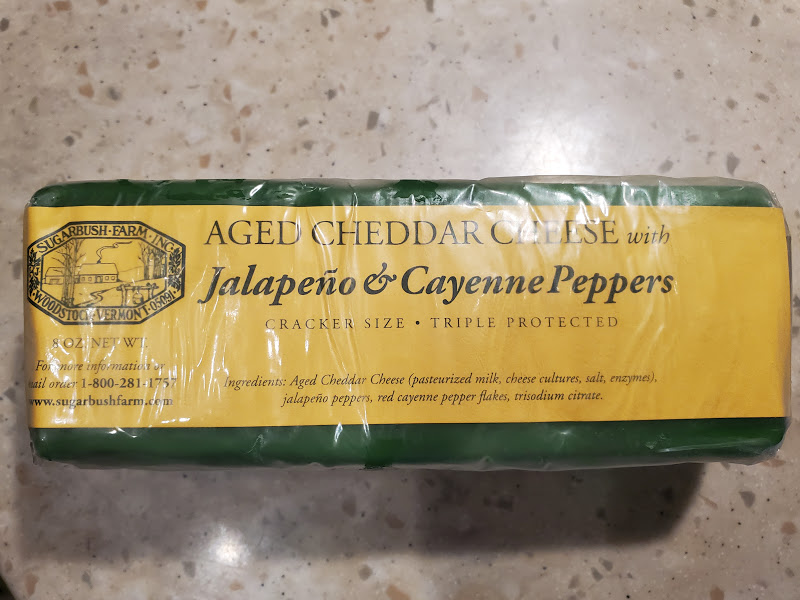 SUGARBUSH·FARM·INC.
WOODSTOCK·VERMONT·05091
8 OZ. NET WT.
For more information or
mail order 1-800-281-1757
www.sugarbushfarm.com
AGED CHEDDAR CHEESE with
Jalapeño & Cayenne Peppers
CRACKER SIZE • TRIPLE PROTECTED
Ingredients: Aged Cheddar Cheese (pasteurized milk, cheese cultures, salt, enzymes),
jalapeño peppers, red cayenne pepper flakes, trisodium citrate.